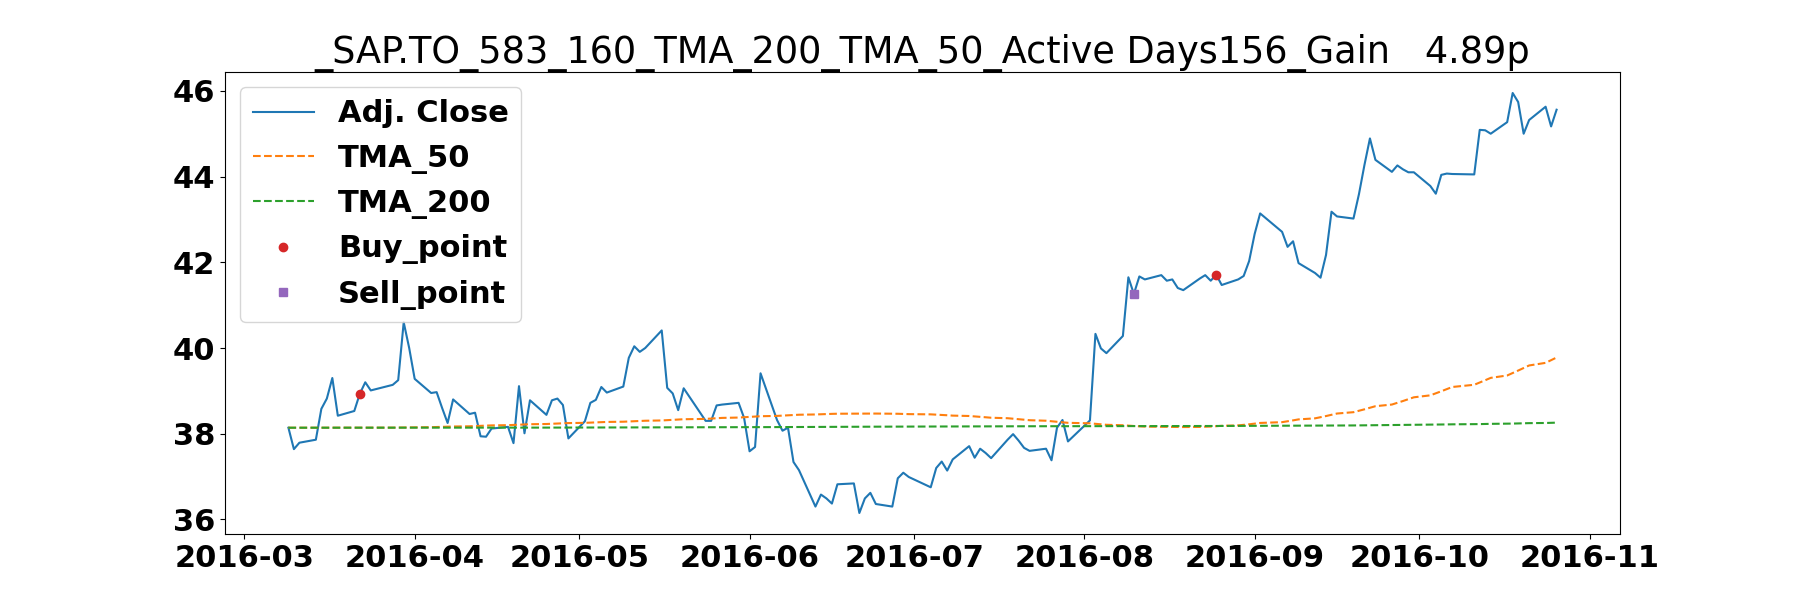 _SAP.TO_583_160_TMA_200_TMA_50_Active Days156_Gain   4.89p
46
44
42
40
38
36
Adj. Close
TMA_50
TMA_200
Buy_point
Sell_point
2016-03 2016-04 2016-05 2016-06 2016-07 2016-08 2016-09 2016-10 2016-11